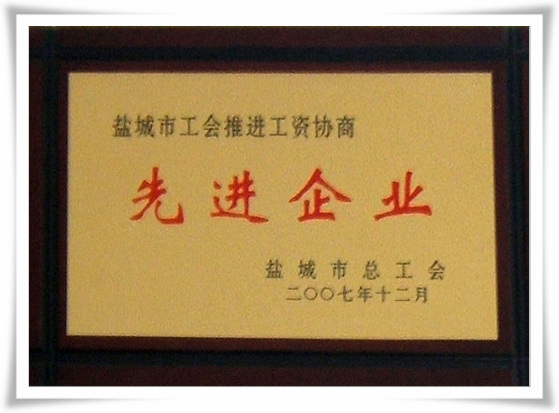 盐城市工会推进工资协商
先进企业
盐城市总工会
二〇〇七年十二月